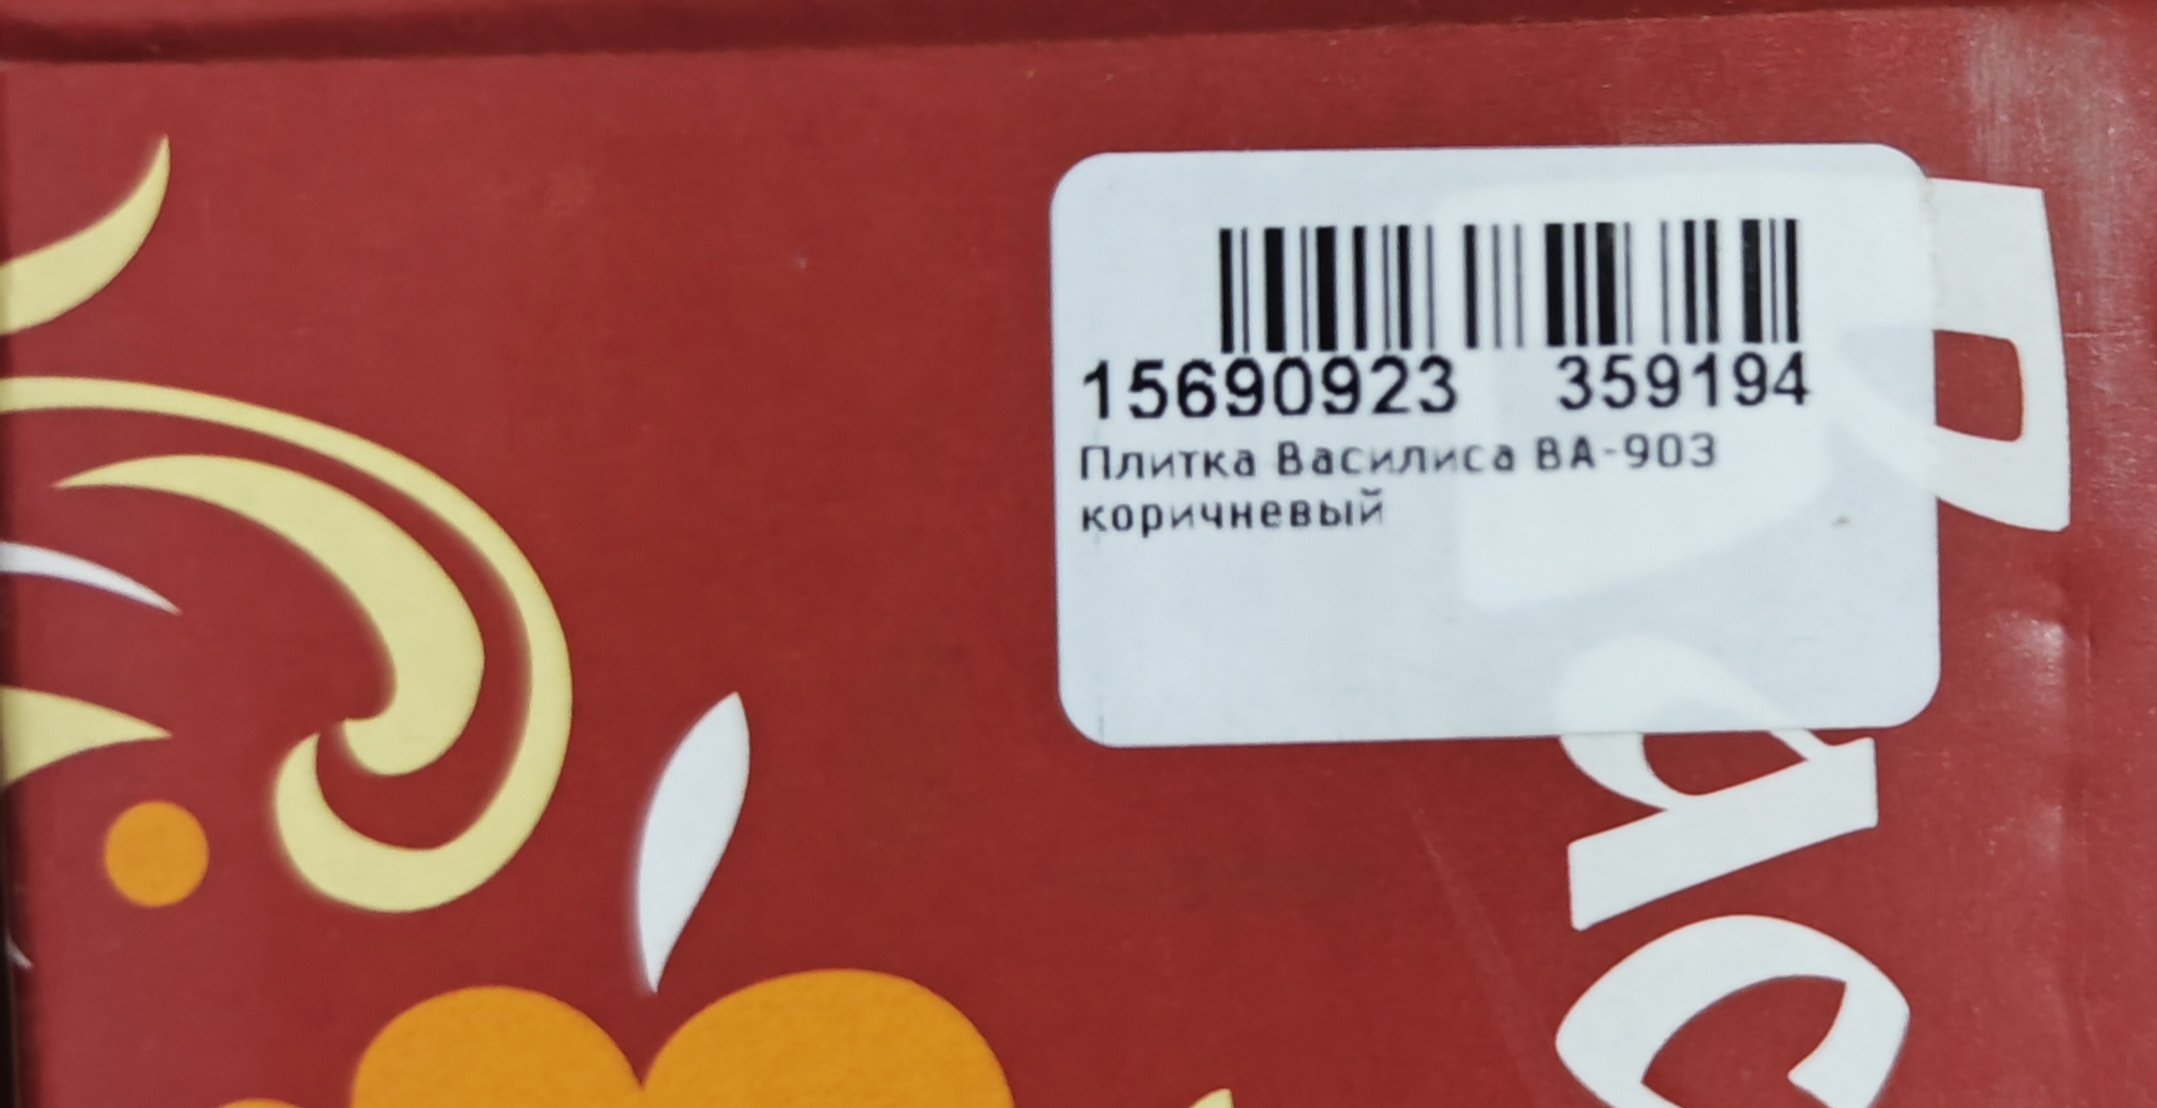 15690923 359194
Плитка Василиса ВА-903
коричневый